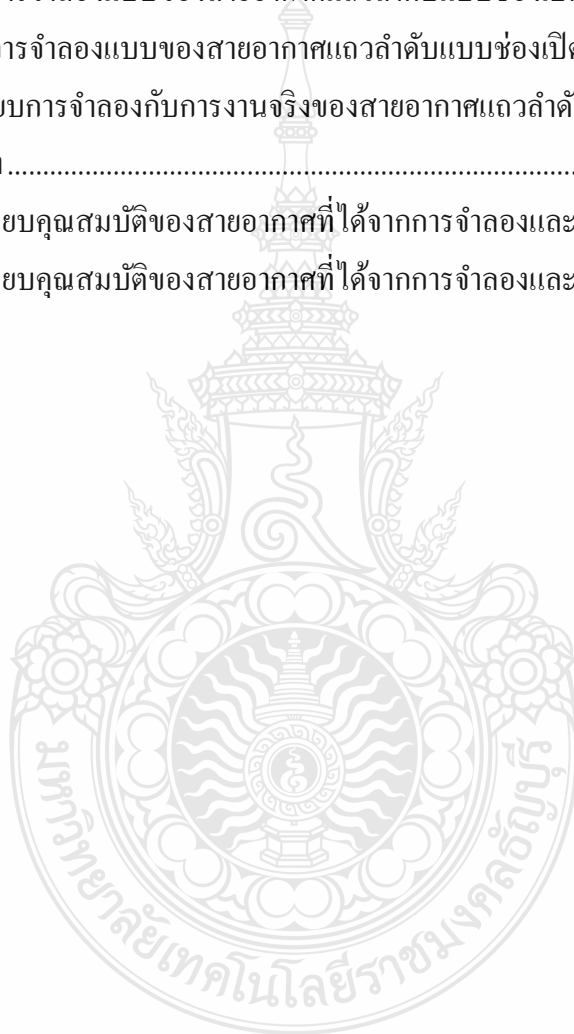 การจำลองแบบของสายอากาศแถวลำดับแบบช่องเปิด
ยบการจำลองกับการงานจริงของสายอากาศแถวลำดั
ยบคุณสมบัติของสายอากาศที่ได้จากการจำลองและ
ยบคุณสมบัติของสายอากาศที่ได้จากการจำลองและ
มหาวิทยาลัยเทคโนโลยีราชมงคลธัญบุรี